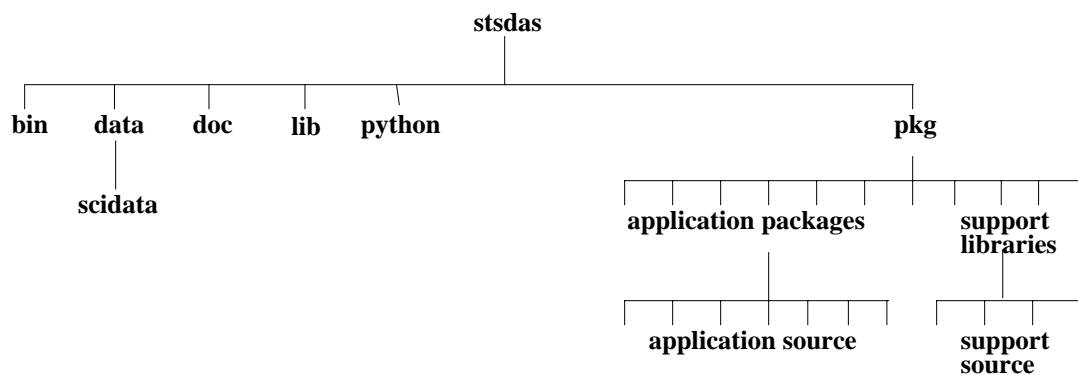 stsdas
bin data doc lib python pkg
scidata
application packages support
libraries
application source support
source